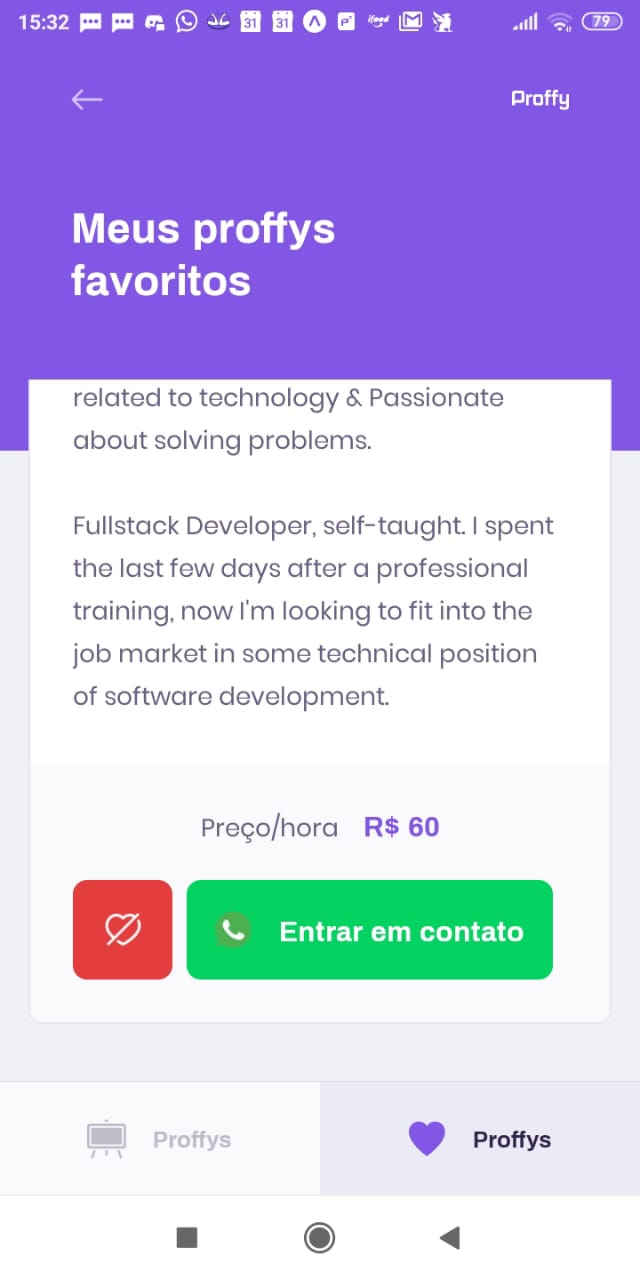 15:32 31 31 ifood 79
Proffy
Meus proffys
favoritos
related to technology & Passionate
about solving problems.
Fullstack Developer, self-taught. I spent
the last few days after a professional
training, now I'm looking to fit into the
job market in some technical position
of software development.
Preço/hora R$ 60
Entrar em contato
Proffys Proffys